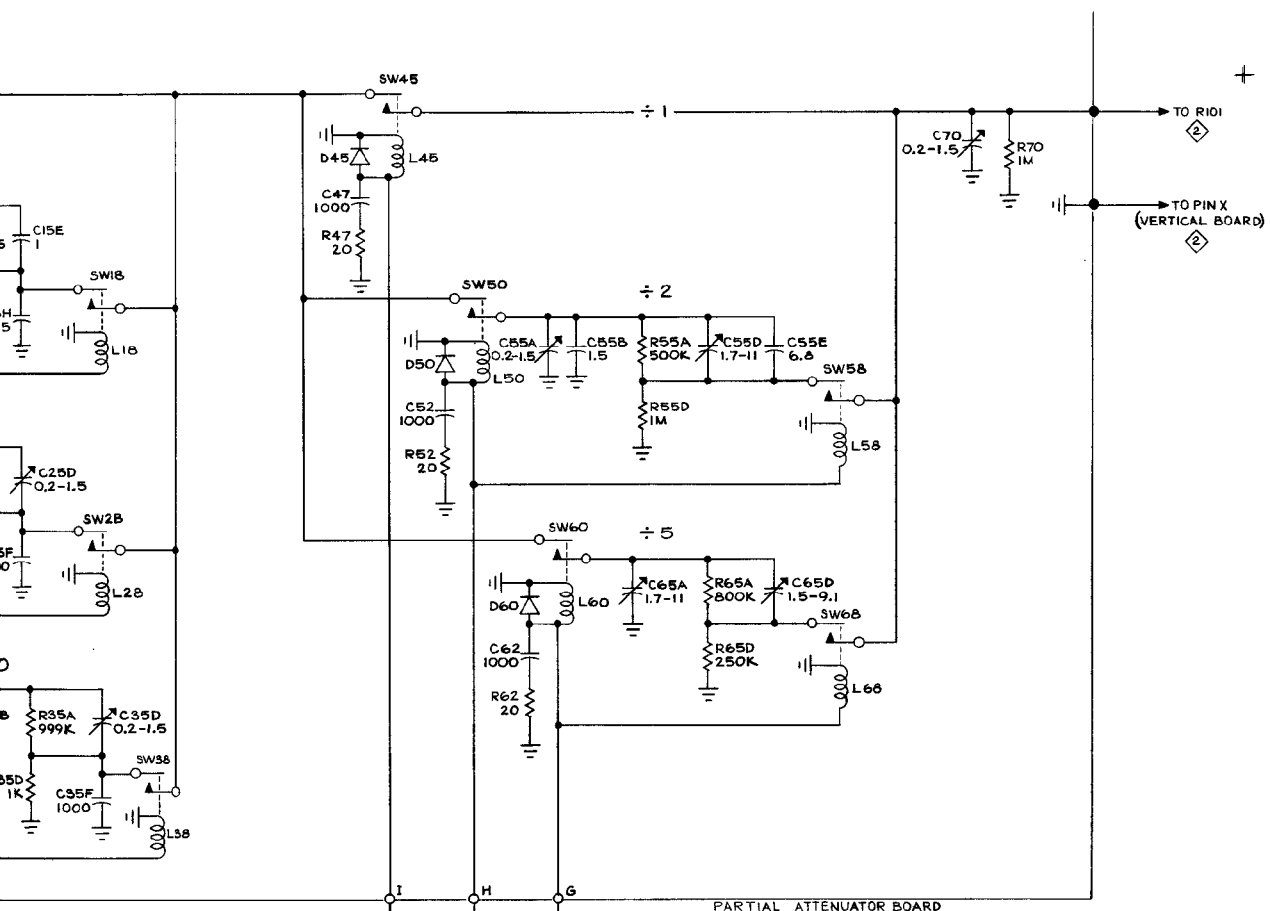 SW45
÷ 1
TO R101
2
C70
0.2-1.5
R70
1M
D45
L45
C47
1000
R47
20
TO PIN X
(VERTICAL BOARD)
2
C15E
1
SW18
L18
5
SW50
÷ 2
C55A
0.2-1.5
C55B
1.5
R55A
500K
C55D
1.7-11
C55E
6.8
D50
L50
SW58
C52
1000
R55D
1M
L58
R52
20
C25D
0.2-1.5
SW28
L28
SW60
÷ 5
C65A
1.7-11
R65A
800K
C65D
1.5-9.1
D60
L60
SW68
C62
1000
R65D
250K
L68
R62
20
R35A
999K
C35D
0.2-1.5
SW38
35D
1K
C35F
1000
L38
I
H
G
PARTIAL ATTENUATOR BOARD